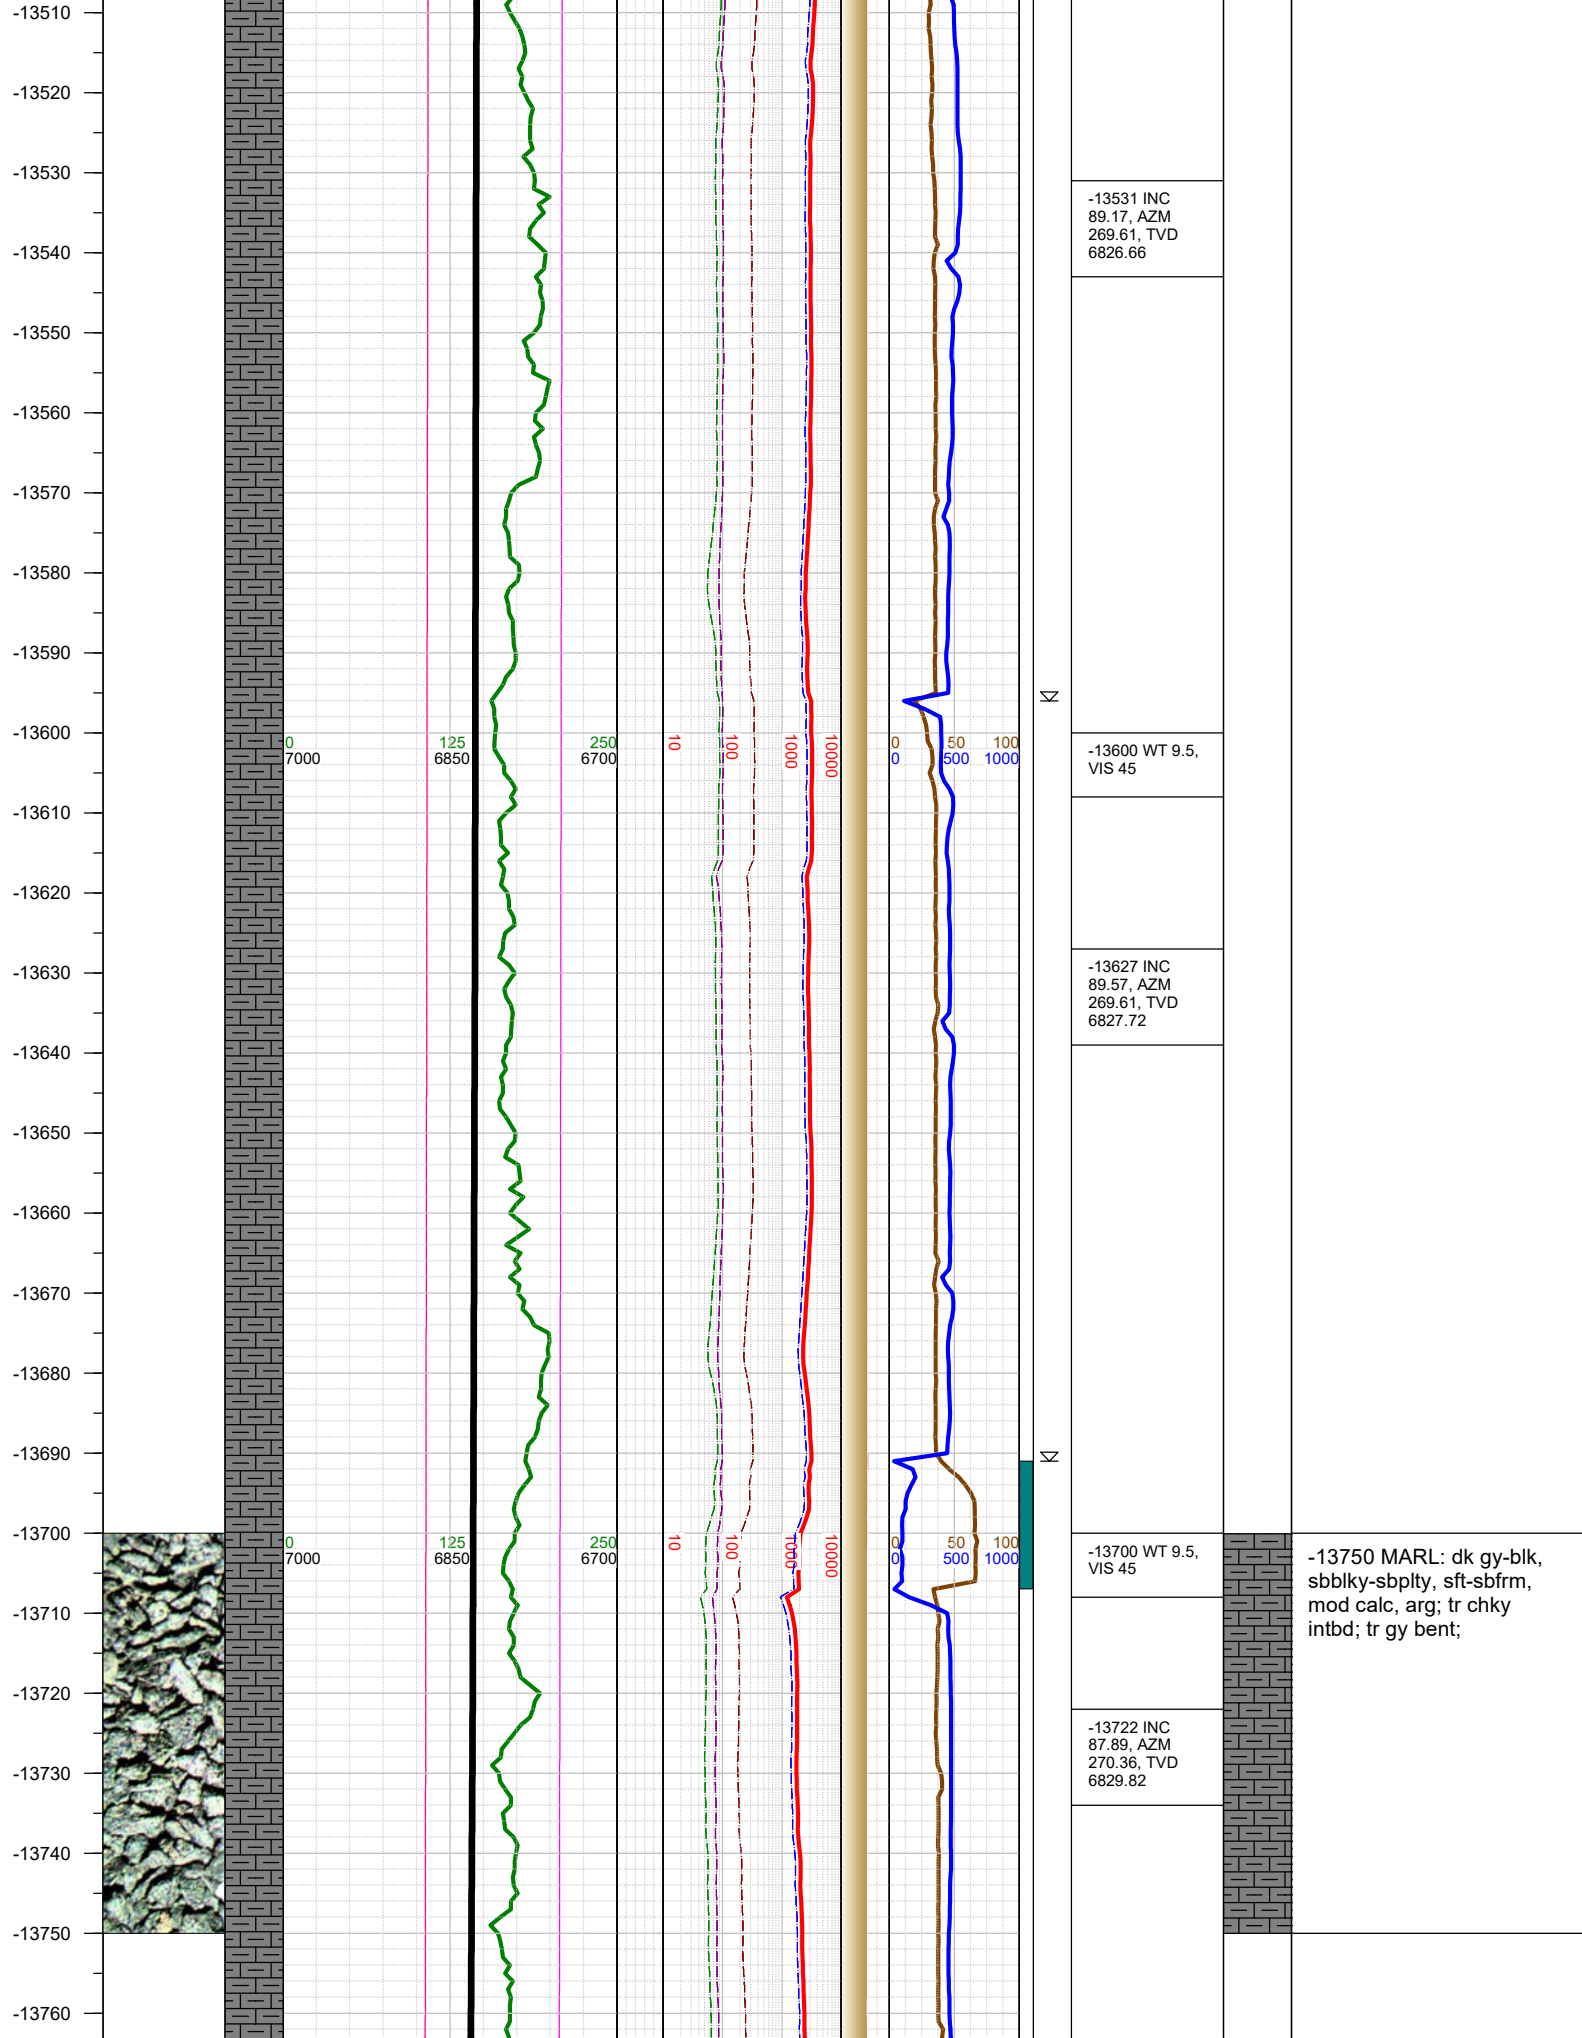 -13510
-13520
-13530
-13531 INC
89.17, AZM
269.61, TVD
6826.66
-13540
-13550
-13560
-13570
-13580
-13590
-13600
0 125 250
7000 6850 6700
10 100 1000 10000
0 50 100
0 500 1000
-13600 WT 9.5,
VIS 45
-13610
-13620
-13627 INC
89.57, AZM
269.61, TVD
6827.72
-13630
-13640
-13650
-13660
-13670
-13680
-13690
-13700
0 125 250
7000 6850 6700
10 100 1000 10000
0 50 100
0 500 1000
-13700 WT 9.5,
VIS 45
-13750 MARL: dk gy-blk,
sbblky-sbplty, sft-sbfrm,
mod calc, arg; tr chky
intbd; tr gy bent;
-13710
-13720
-13722 INC
87.89, AZM
270.36, TVD
6829.82
-13730
-13740
-13750
-13760